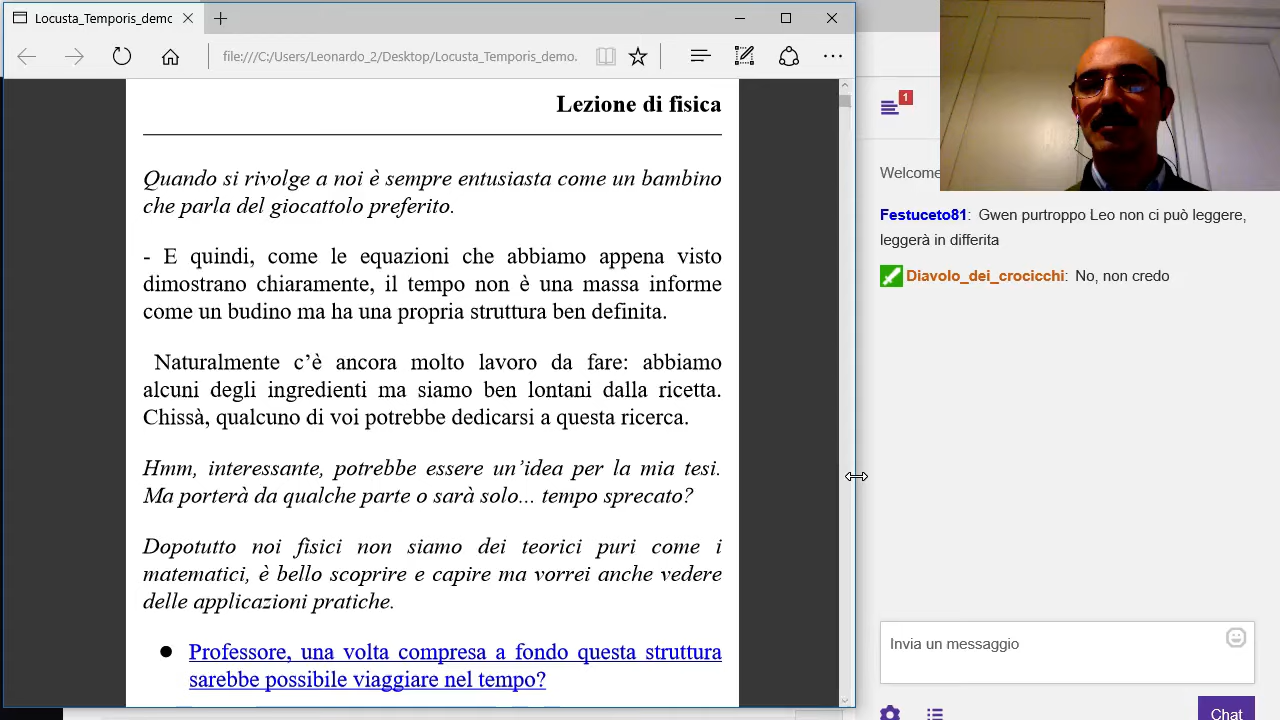 Locusta_Temporis_demo
file:///C:/Users/Leonardo_2/Desktop/Locusta_Temporis_demo.
Lezione di fisica
Quando si rivolge a noi è sempre entusiasta come un bambino
che parla del giocattolo preferito.
- E quindi, come le equazioni che abbiamo appena visto
dimostrano chiaramente, il tempo non è una massa informe
come un budino ma ha una propria struttura ben definita.
Naturalmente c’è ancora molto lavoro da fare: abbiamo
alcuni degli ingredienti ma siamo ben lontani dalla ricetta.
Chissà, qualcuno di voi potrebbe dedicarsi a questa ricerca.
Hmm, interessante, potrebbe essere un’idea per la mia tesi.
Ma porterà da qualche parte o sarà solo... tempo sprecato?
Dopotutto noi fisici non siamo dei teorici puri come i
matematici, è bello scoprire e capire ma vorrei anche vedere
delle applicazioni pratiche.
● Professore, una volta compresa a fondo questa struttura
sarebbe possibile viaggiare nel tempo?
1
Welcome
Festuceto81: Gwen purtroppo Leo non ci può leggere,
leggerà in differita
Diavolo_dei_crocicchi: No, non credo
Invia un messaggio
Chat